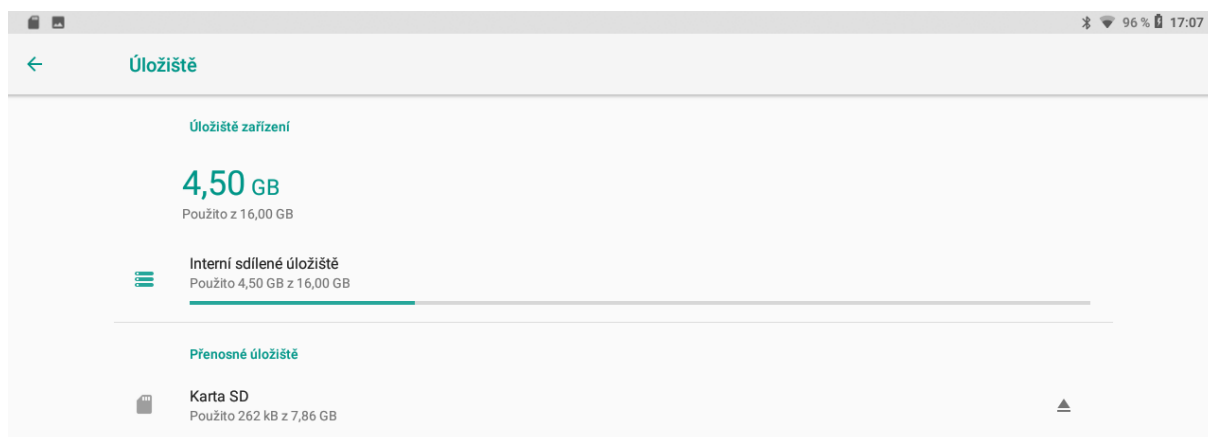 96 % 17:07
Úložiště
Úložiště zařízení
4,50 GB
Použito z 16,00 GB
Interní sdílené úložiště
Použito 4,50 GB z 16,00 GB
Přenosné úložiště
Karta SD
Použito 262 kB z 7,86 GB